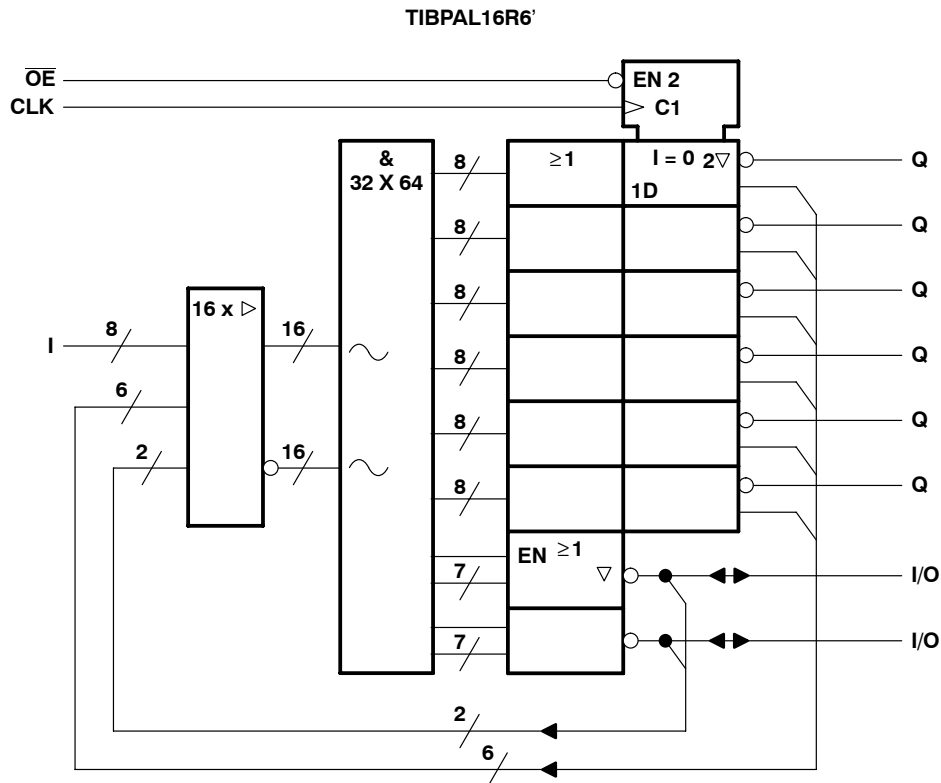 TIBPAL16R6’
OE
EN 2
CLK
C1
&
32 X 64
8
≥1
I = 0
2▽
Q
1D
8
Q
8
Q
16 x ▷
I
8
16
8
Q
6
8
Q
2
16
8
Q
EN ≥1
▽
7
I/O
7
I/O
2
6